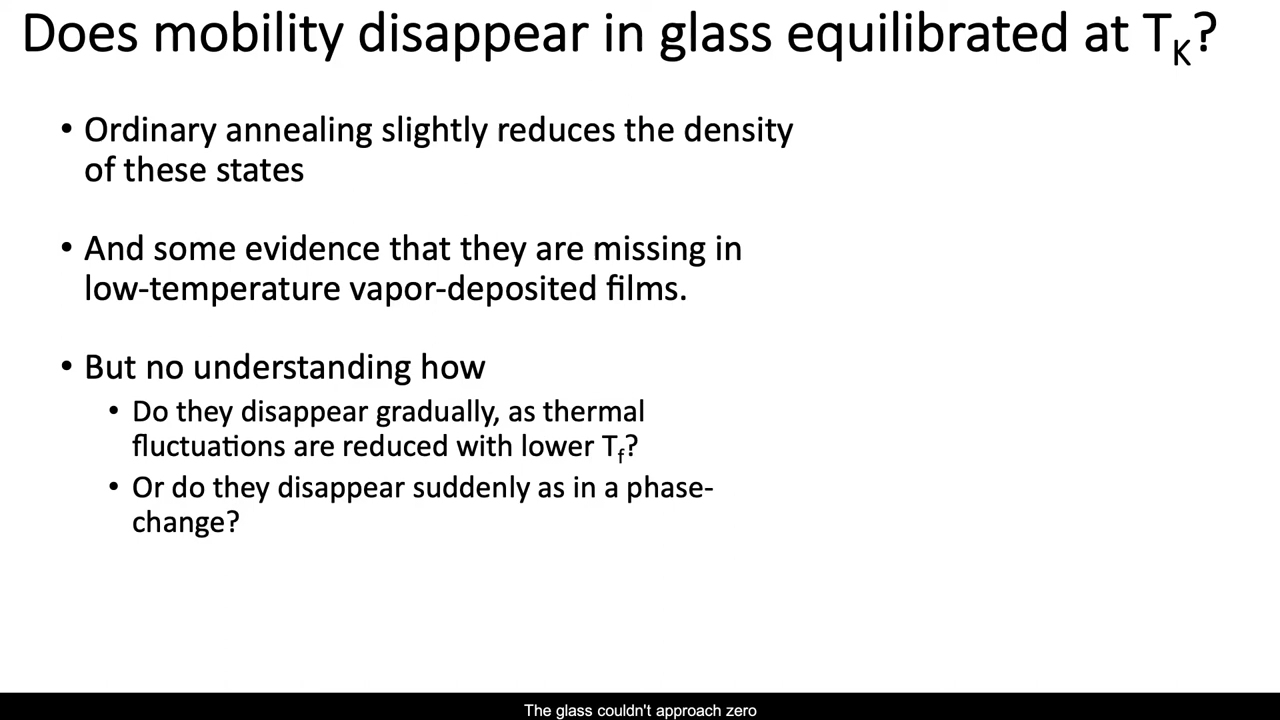 Does mobility disappear in glass equilibrated at T_K?
• Ordinary annealing slightly reduces the density
of these states
• And some evidence that they are missing in
low-temperature vapor-deposited films.
• But no understanding how
• Do they disappear gradually, as thermal
fluctuations are reduced with lower T_f?
• Or do they disappear suddenly as in a phase-
change?
The glass couldn't approach zero